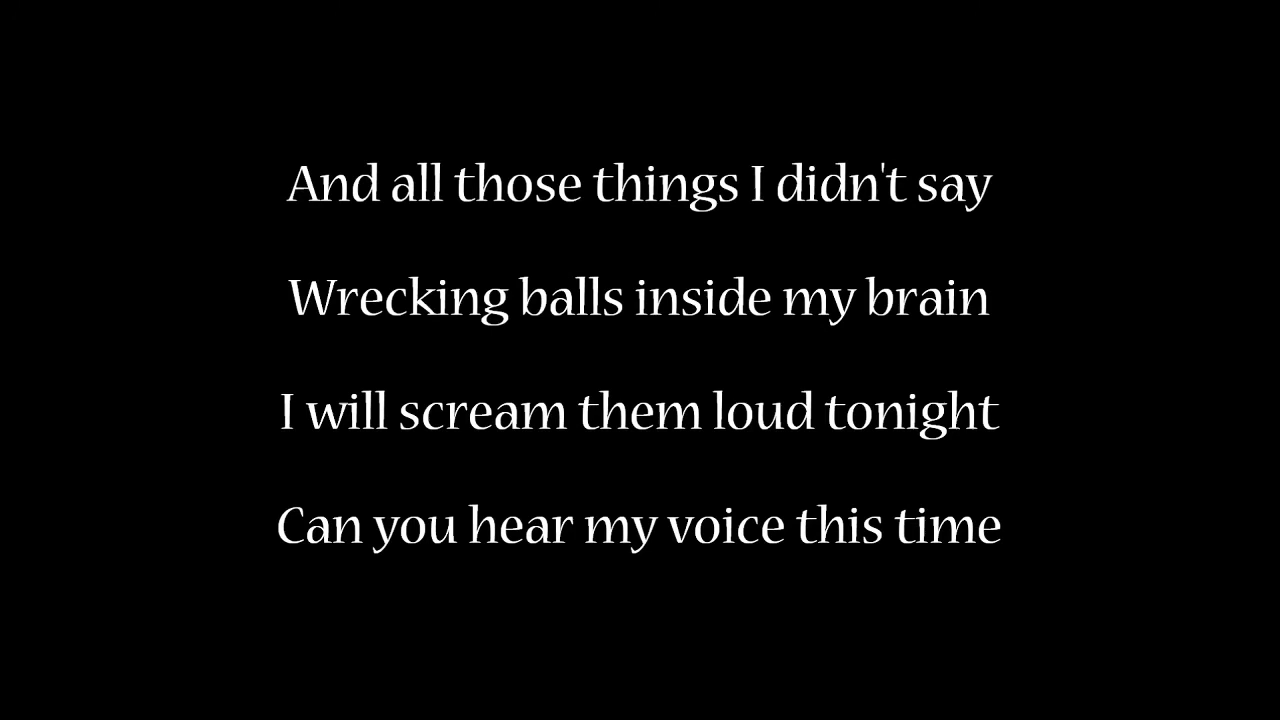 And all those things I didn't say
Wrecking balls inside my brain
I will scream them loud tonight
Can you hear my voice this time